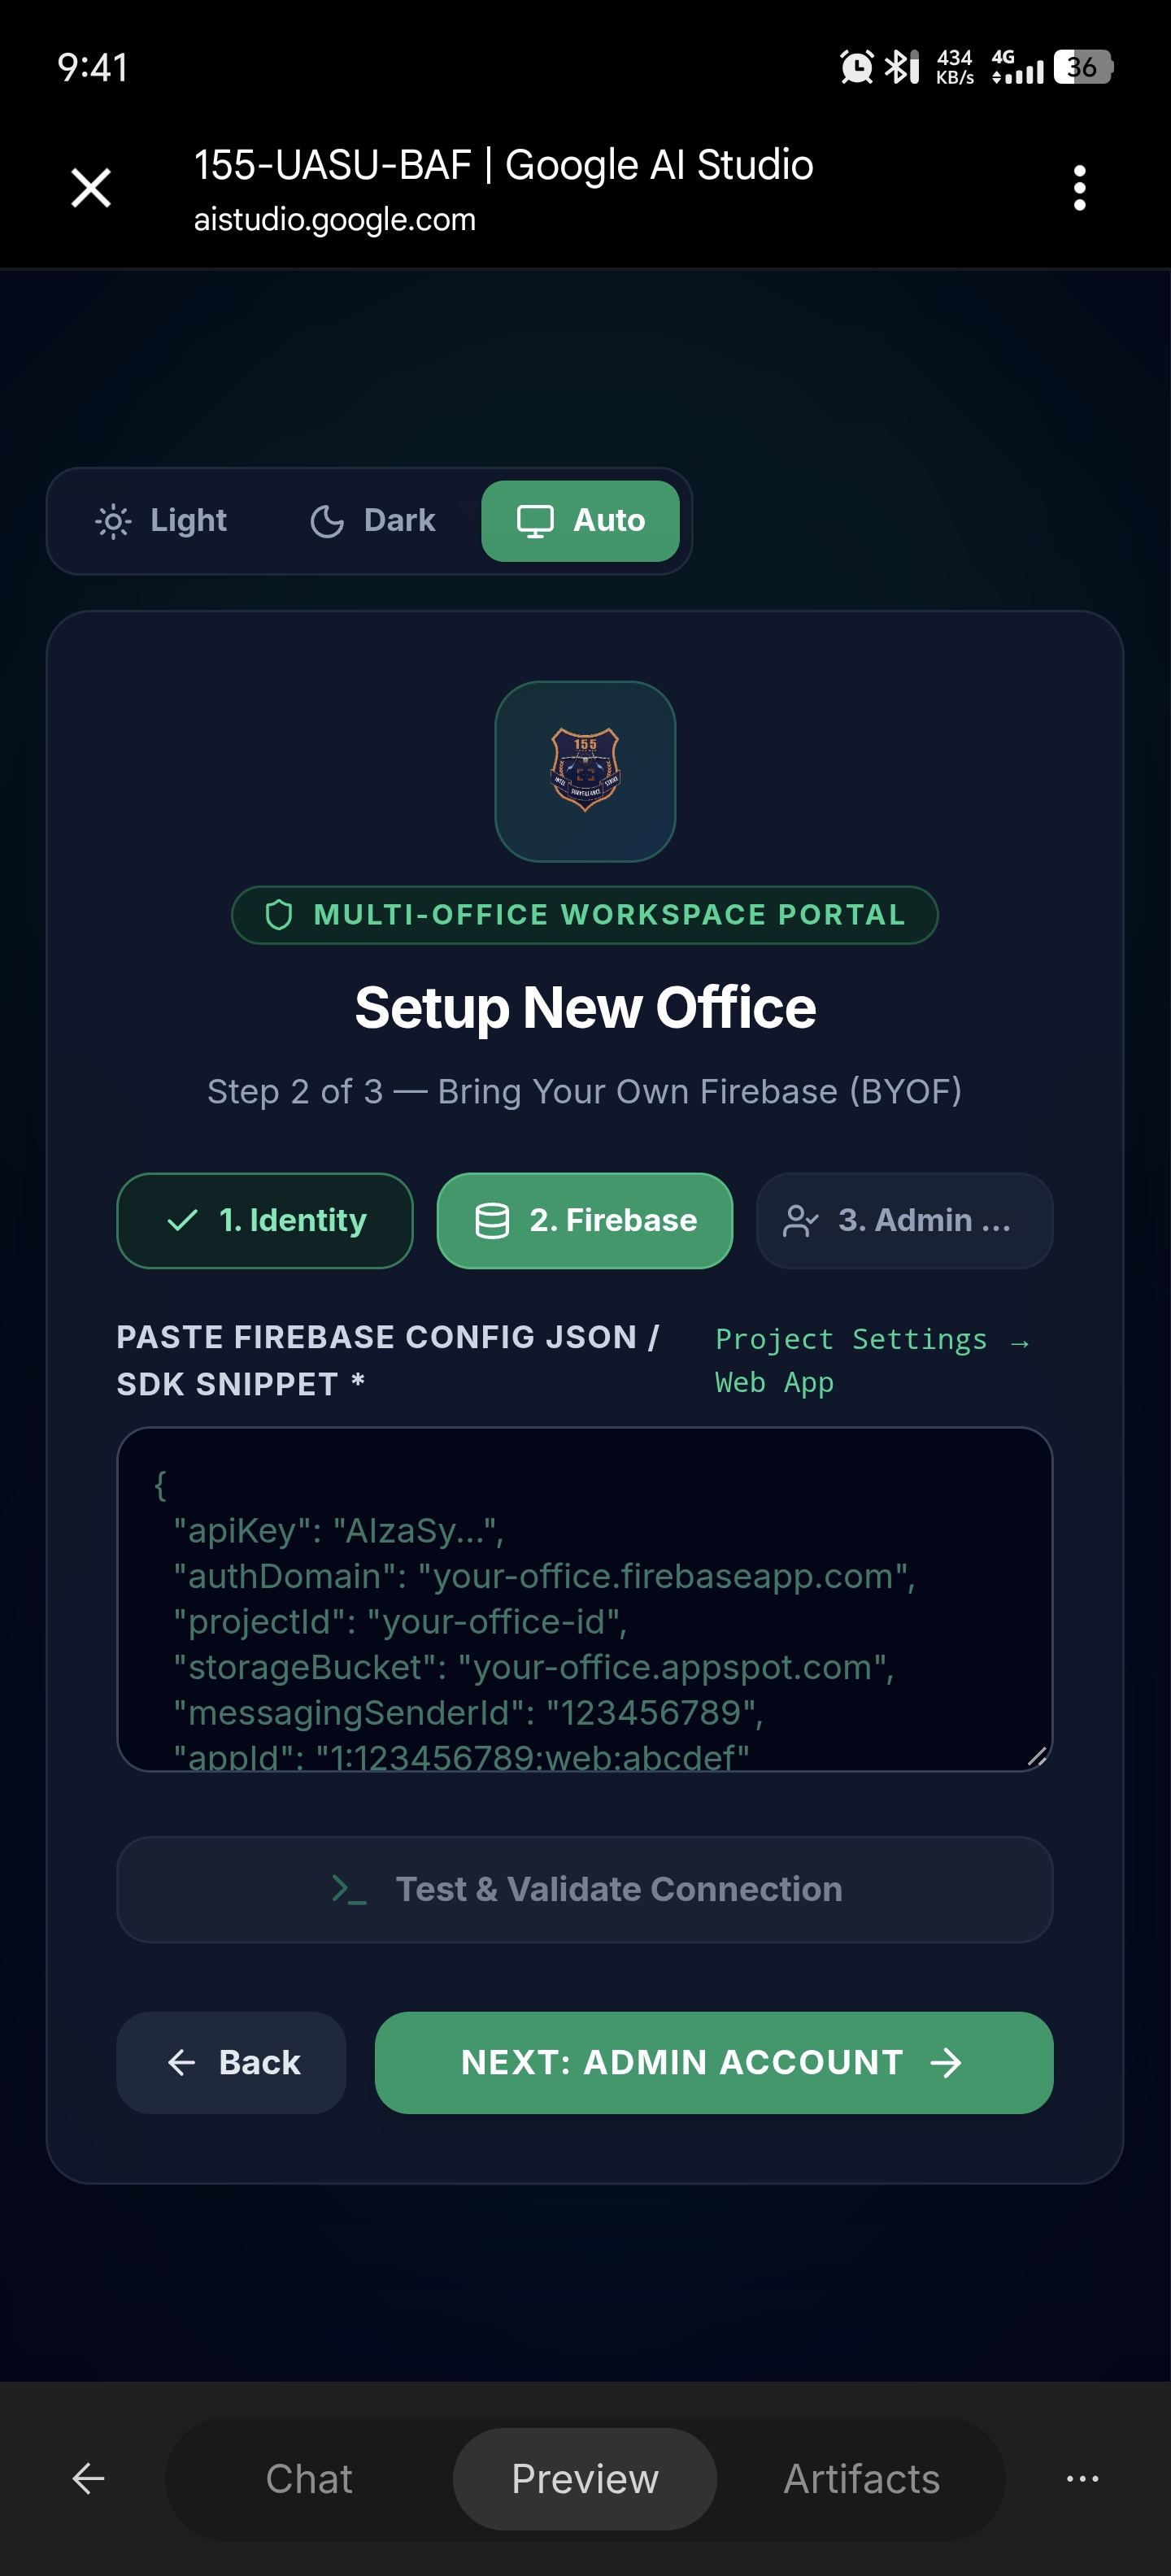 9:41
434
KB/s
4G
36
155-UASU-BAF | Google AI Studio
aistudio.google.com
Light
Dark
Auto
155
INTEL
SURVEILLANCE
STRIKE
MULTI-OFFICE WORKSPACE PORTAL
Setup New Office
Step 2 of 3 — Bring Your Own Firebase (BYOF)
1. Identity
2. Firebase
3. Admin ...
PASTE FIREBASE CONFIG JSON /
SDK SNIPPET *
Project Settings →
Web App
{
"apiKey": "AIzaSy...",
"authDomain": "your-office.firebaseapp.com",
"projectId": "your-office-id",
"storageBucket": "your-office.appspot.com",
"messagingSenderId": "123456789",
"appId": "1:123456789:web:abcdef"
Test & Validate Connection
Back
NEXT: ADMIN ACCOUNT →
Chat
Preview
Artifacts